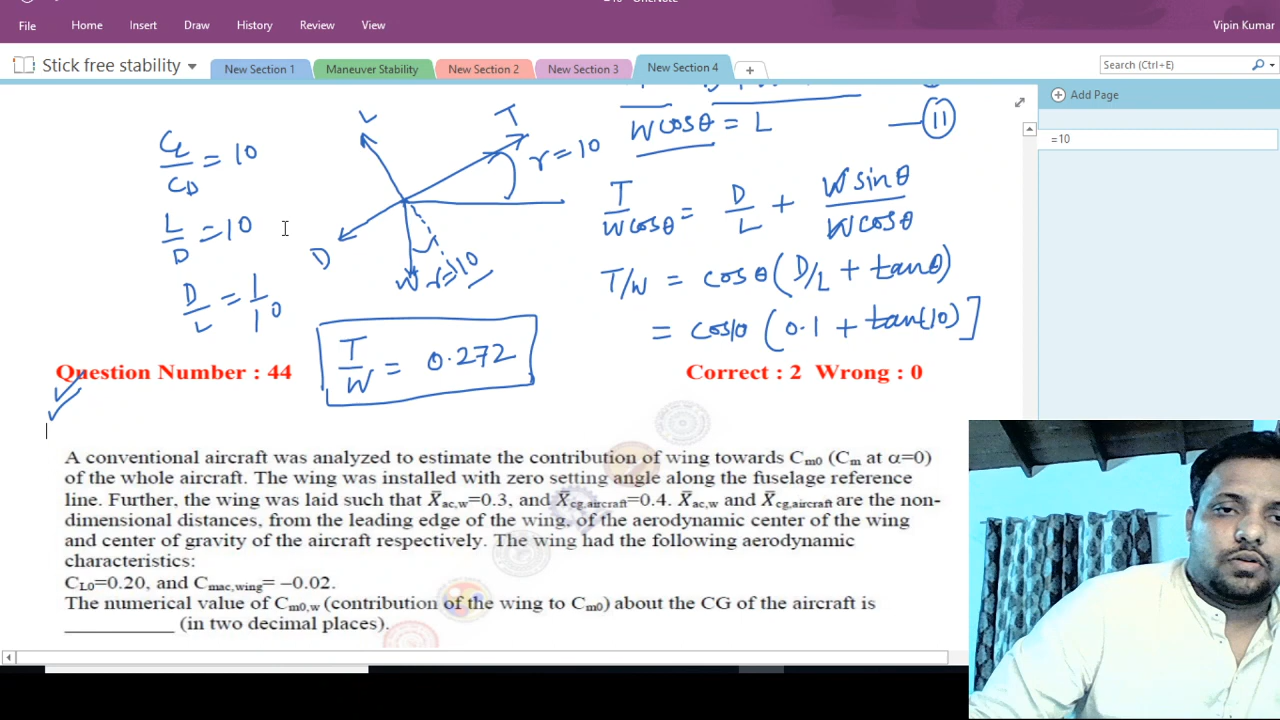 File Home Insert Draw History Review View Vipin Kumar
Stick free stability New Section 1 Maneuver Stability New Section 2 New Section 3 New Section 4 Search (Ctrl+E)
Add Page
=10
W cosθ = L — 11
L T
r = 10
D
W r = 10
CL/CD = 10
L/D = 10
D/L = 1/10
T/W = 0.272
T/Wcosθ = D/L + Wsinθ/Wcosθ
T/W = cosθ (D/L + tanθ)
= cos10 (0.1 + tan(10)]
Question Number : 44 Correct : 2 Wrong : 0
A conventional aircraft was analyzed to estimate the contribution of wing towards Cm0 (Cm at α=0)
of the whole aircraft. The wing was installed with zero setting angle along the fuselage reference
line. Further, the wing was laid such that X̅ac,w=0.3, and X̅cg,aircraft=0.4. X̅ac,w and X̅cg,aircraft are the non-
dimensional distances, from the leading edge of the wing, of the aerodynamic center of the wing
and center of gravity of the aircraft respectively. The wing had the following aerodynamic
characteristics:
CL0=0.20, and Cmac,wing= −0.02.
The numerical value of Cm0,w (contribution of the wing to Cm0) about the CG of the aircraft is
____________ (in two decimal places).